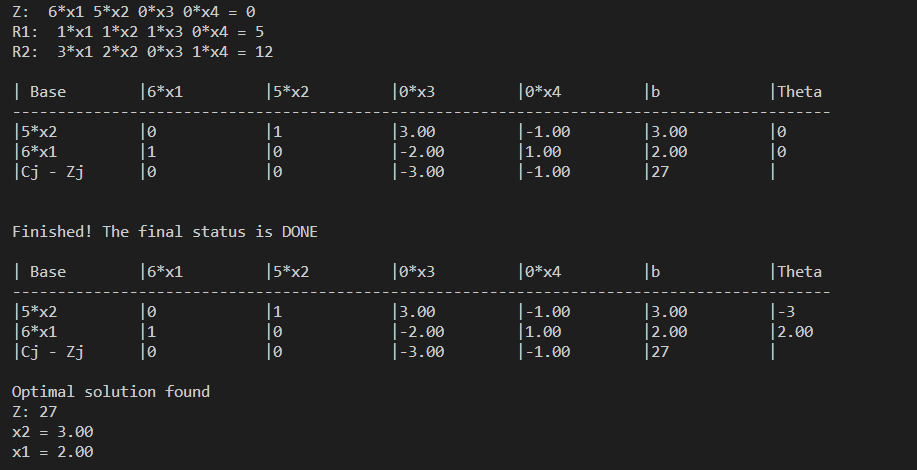 Z:  6*x1 5*x2 0*x3 0*x4 = 0
R1:  1*x1 1*x2 1*x3 0*x4 = 5
R2:  3*x1 2*x2 0*x3 1*x4 = 12
| Base        |6*x1         |5*x2         |0*x3         |0*x4         |b            |Theta
-------------------------------------------------------------------------------------------
|5*x2         |0            |1            |3.00         |-1.00        |3.00         |0
|6*x1         |1            |0            |-2.00        |1.00         |2.00         |0
|Cj - Zj      |0            |0            |-3.00        |-1.00        |27           |
Finished! The final status is DONE
| Base        |6*x1         |5*x2         |0*x3         |0*x4         |b            |Theta
-------------------------------------------------------------------------------------------
|5*x2         |0            |1            |3.00         |-1.00        |3.00         |-3
|6*x1         |1            |0            |-2.00        |1.00         |2.00         |2.00
|Cj - Zj      |0            |0            |-3.00        |-1.00        |27           |
Optimal solution found
Z: 27
x2 = 3.00
x1 = 2.00